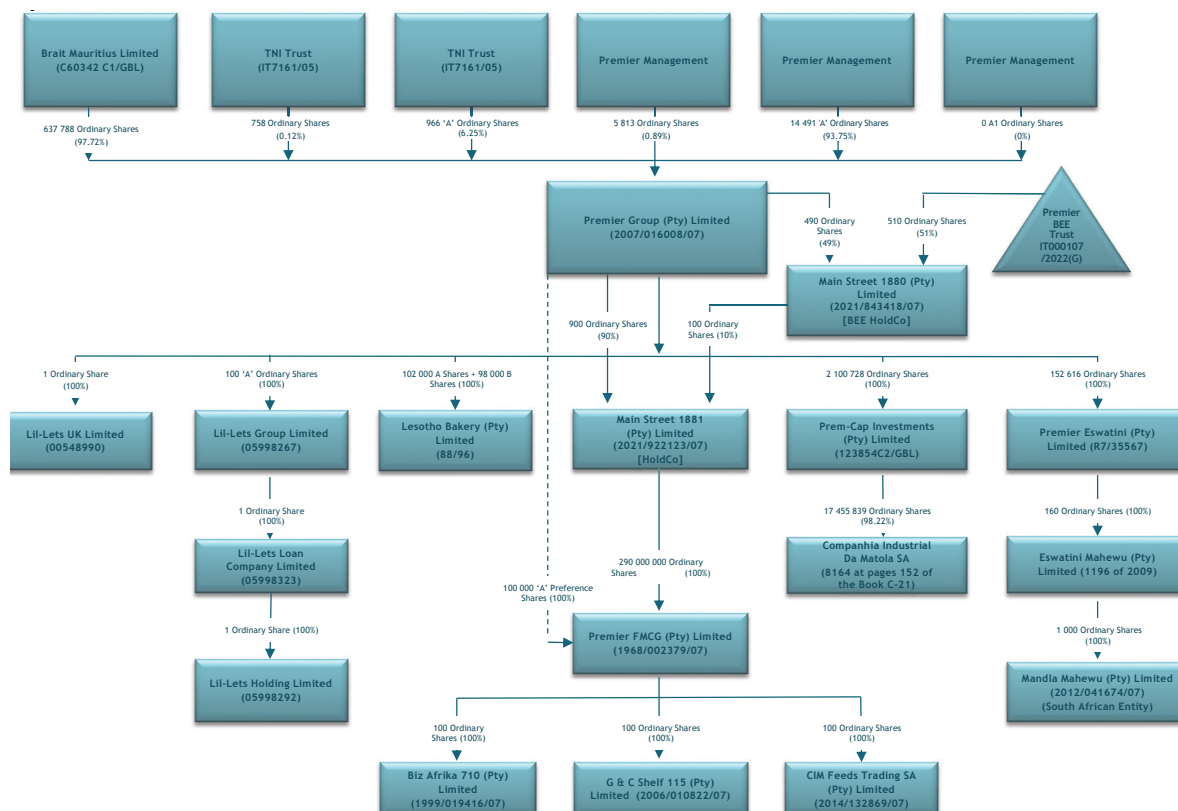 Brait Mauritius Limited
(C60342 C1/GBL)
TNI Trust
(IT7161/05)
TNI Trust
(IT7161/05)
Premier Management
Premier Management
Premier Management
637 788 Ordinary Shares
(97.72%)
758 Ordinary Shares
(0.12%)
966 ‘A’ Ordinary Shares
(6.25%)
5 813 Ordinary Shares
(0.89%)
14 491 ‘A’ Ordinary Shares
(93.75%)
0 A1 Ordinary Shares
(0%)
Premier Group (Pty) Limited
(2007/016008/07)
490 Ordinary
Shares
(49%)
510 Ordinary Shares
(51%)
Premier
BEE
Trust
IT000107
/2022(G)
Main Street 1880 (Pty)
Limited
(2021/843418/07)
[BEE HoldCo]
900 Ordinary Shares
(90%)
100 Ordinary
Shares (10%)
1 Ordinary Share
(100%)
100 ‘A’ Ordinary Shares
(100%)
102 000 A Shares + 98 000 B
Shares (100%)
2 100 728 Ordinary Shares
(100%)
152 616 Ordinary Shares
(100%)
Lil-Lets UK Limited
(00548990)
Lil-Lets Group Limited
(05998267)
Lesotho Bakery (Pty)
Limited
(88/96)
Main Street 1881
(Pty) Limited
(2021/922123/07)
[HoldCo]
Prem-Cap Investments
(Pty) Limited
(123854C2/GBL)
Premier Eswatini (Pty)
Limited (R7/35567)
1 Ordinary Share
(100%)
17 455 839 Ordinary Shares
(98.22%)
160 Ordinary Shares (100%)
Lil-Lets Loan
Company Limited
(05998323)
Companhia Industrial
Da Matola SA
(8164 at pages 152 of
the Book C-21)
Eswatini Mahewu (Pty)
Limited (1196 of 2009)
290 000 000 Ordinary
Shares (100%)
100 000 ‘A’ Preference
Shares (100%)
1 Ordinary Share (100%)
1 000 Ordinary Shares
(100%)
Premier FMCG (Pty) Limited
(1968/002379/07)
Lil-Lets Holding Limited
(05998292)
Mandla Mahewu (Pty) Limited
(2012/041674/07)
(South African Entity)
100 Ordinary
Shares (100%)
100 Ordinary Shares
(100%)
100 Ordinary Shares
(100%)
Biz Afrika 710 (Pty)
Limited
(1999/019416/07)
G & C Shelf 115 (Pty)
Limited (2006/010822/07)
CIM Feeds Trading SA
(Pty) Limited
(2014/132869/07)